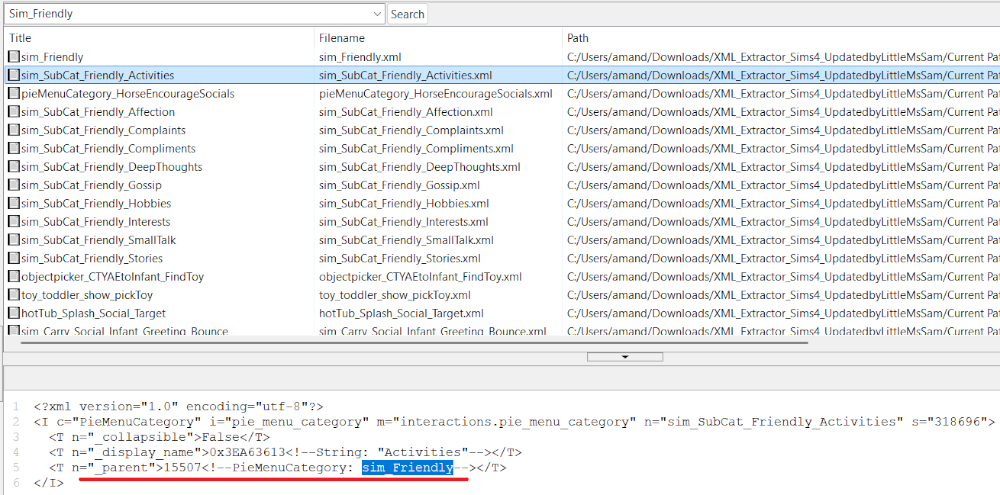 Sim_Friendly Search
Title Filename Path
sim_Friendly sim_Friendly.xml C:/Users/amand/Downloads/XML_Extractor_Sims4_UpdatedbyLittleMsSam/Current Pat
sim_SubCat_Friendly_Activities sim_SubCat_Friendly_Activities.xml C:/Users/amand/Downloads/XML_Extractor_Sims4_UpdatedbyLittleMsSam/Current Pat
pieMenuCategory_HorseEncourageSocials pieMenuCategory_HorseEncourageSocials.xml C:/Users/amand/Downloads/XML_Extractor_Sims4_UpdatedbyLittleMsSam/Current Pat
sim_SubCat_Friendly_Affection sim_SubCat_Friendly_Affection.xml C:/Users/amand/Downloads/XML_Extractor_Sims4_UpdatedbyLittleMsSam/Current Pat
sim_SubCat_Friendly_Complaints sim_SubCat_Friendly_Complaints.xml C:/Users/amand/Downloads/XML_Extractor_Sims4_UpdatedbyLittleMsSam/Current Pat
sim_SubCat_Friendly_Compliments sim_SubCat_Friendly_Compliments.xml C:/Users/amand/Downloads/XML_Extractor_Sims4_UpdatedbyLittleMsSam/Current Pat
sim_SubCat_Friendly_DeepThoughts sim_SubCat_Friendly_DeepThoughts.xml C:/Users/amand/Downloads/XML_Extractor_Sims4_UpdatedbyLittleMsSam/Current Pat
sim_SubCat_Friendly_Gossip sim_SubCat_Friendly_Gossip.xml C:/Users/amand/Downloads/XML_Extractor_Sims4_UpdatedbyLittleMsSam/Current Pat
sim_SubCat_Friendly_Hobbies sim_SubCat_Friendly_Hobbies.xml C:/Users/amand/Downloads/XML_Extractor_Sims4_UpdatedbyLittleMsSam/Current Pat
sim_SubCat_Friendly_Interests sim_SubCat_Friendly_Interests.xml C:/Users/amand/Downloads/XML_Extractor_Sims4_UpdatedbyLittleMsSam/Current Pat
sim_SubCat_Friendly_SmallTalk sim_SubCat_Friendly_SmallTalk.xml C:/Users/amand/Downloads/XML_Extractor_Sims4_UpdatedbyLittleMsSam/Current Pat
sim_SubCat_Friendly_Stories sim_SubCat_Friendly_Stories.xml C:/Users/amand/Downloads/XML_Extractor_Sims4_UpdatedbyLittleMsSam/Current Pat
objectpicker_CTYAEtoInfant_FindToy objectpicker_CTYAEtoInfant_FindToy.xml C:/Users/amand/Downloads/XML_Extractor_Sims4_UpdatedbyLittleMsSam/Current Pat
toy_toddler_show_pickToy toy_toddler_show_pickToy.xml C:/Users/amand/Downloads/XML_Extractor_Sims4_UpdatedbyLittleMsSam/Current Pat
hotTub_Splash_Social_Target hotTub_Splash_Social_Target.xml C:/Users/amand/Downloads/XML_Extractor_Sims4_UpdatedbyLittleMsSam/Current Pat
sim_Carry_Social_Infant_Greeting_Bounce sim_Carry_Social_Infant_Greeting_Bounce.xml C:/Users/amand/Downloads/XML_Extractor_Sims4_UpdatedbyLittleMsSam/Current Pat
1 <?xml version="1.0" encoding="utf-8"?>
2 <I c="PieMenuCategory" i="pie_menu_category" m="interactions.pie_menu_category" n="sim_SubCat_Friendly_Activities" s="318696">
3 <T n="_collapsible">False</T>
4 <T n="_display_name">0x3EA63613<!--String: "Activities"--></T>
5 <T n="_parent">15507<!--PieMenuCategory: sim_Friendly--></T>
6 </I>